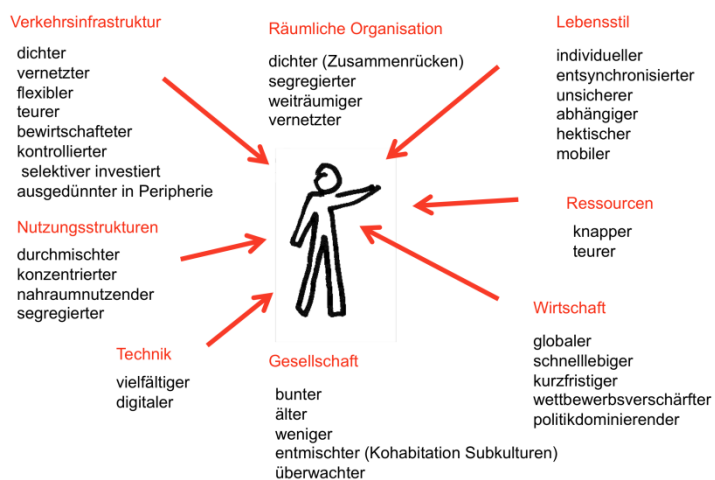 Verkehrsinfrastruktur
dichter
vernetzter
flexibler
teurer
bewirtschafteter
kontrollierter
selektiver investiert
ausgedünnter in Peripherie
Räumliche Organisation
dichter (Zusammenrücken)
segregierter
weiträumiger
vernetzter
Lebensstil
individueller
entsynchronisierter
unsicherer
abhängiger
hektischer
mobiler
Nutzungsstrukturen
durchmischter
konzentrierter
nahraumnutzender
segregierter
Ressourcen
knapper
teurer
Technik
vielfältiger
digitaler
Gesellschaft
bunter
älter
weniger
entmischter (Kohabitation Subkulturen)
überwachter
Wirtschaft
globaler
schnelllebiger
kurzfristiger
wettbewerbsverschärfter
politikdominierender